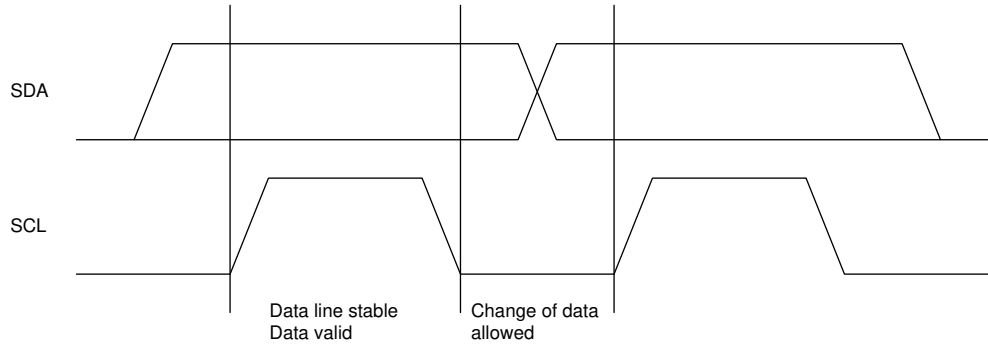 SDA
SCL
Data line stable
Data valid
Change of data
allowed